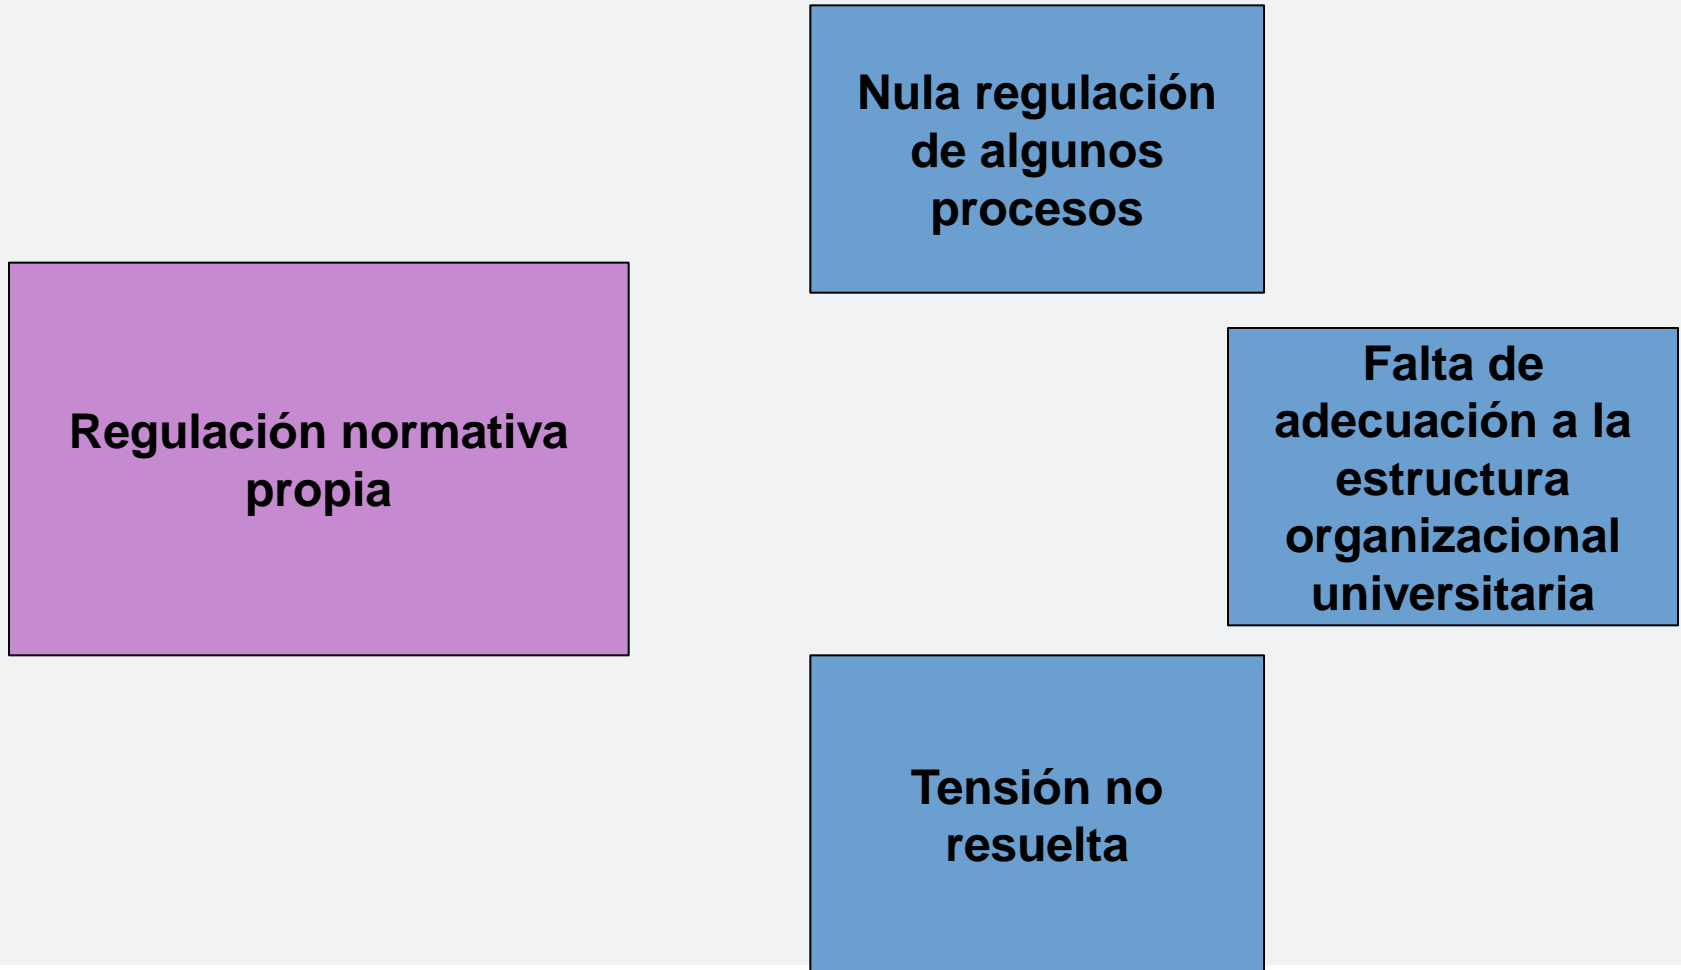 Nula regulación
de algunos
procesos
Regulación normativa
propia
Falta de
adecuación a la
estructura
organizacional
universitaria
Tensión no
resuelta